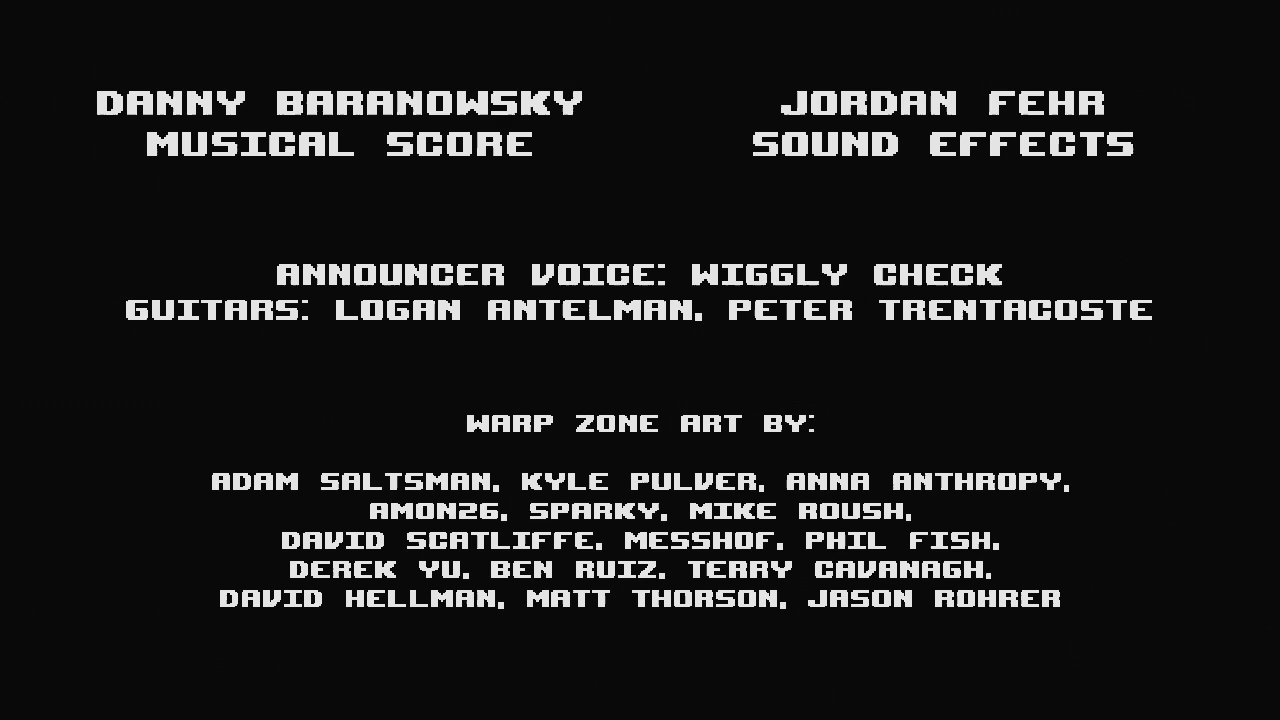 DANNY BARANOWSKY
MUSICAL SCORE
JORDAN FEHR
SOUND EFFECTS
ANNOUNCER VOICE: WIGGLY CHECK
GUITARS: LOGAN ANTELMAN, PETER TRENTACOSTE
WARP ZONE ART BY:
ADAM SALTSMAN, KYLE PULVER, ANNA ANTHROPY,
AMON26, SPARKY, MIKE ROUSH,
DAVID SCATLIFFE, MESSHOF, PHIL FISH,
DEREK YU, BEN RUIZ, TERRY CAVANAGH,
DAVID HELLMAN, MATT THORSON, JASON ROHRER